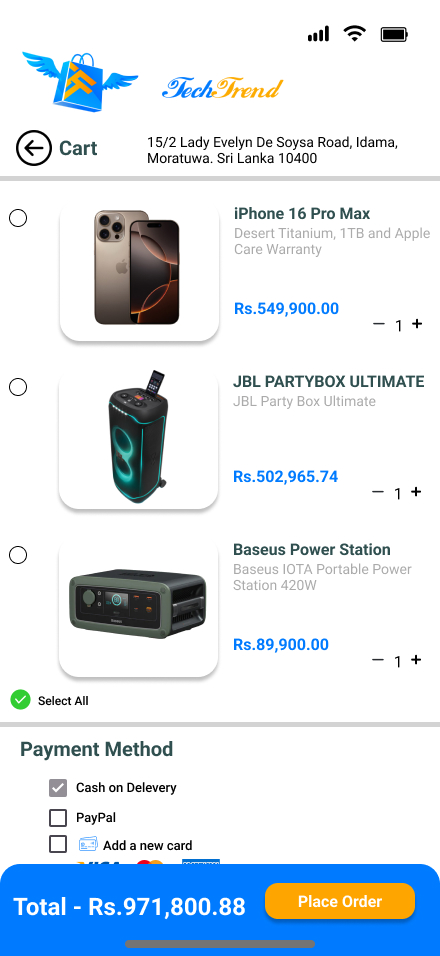 TechTrend
Cart
15/2 Lady Evelyn De Soysa Road, Idama,
Moratuwa. Sri Lanka 10400
iPhone 16 Pro Max
Desert Titanium, 1TB and Apple
Care Warranty
Rs.549,900.00
1
JBL PARTYBOX ULTIMATE
JBL Party Box Ultimate
Rs.502,965.74
1
Baseus Power Station
Baseus IOTA Portable Power
Station 420W
Rs.89,900.00
1
Select All
Payment Method
Cash on Delevery
PayPal
Add a new card
VISA
Total - Rs.971,800.88
Place Order